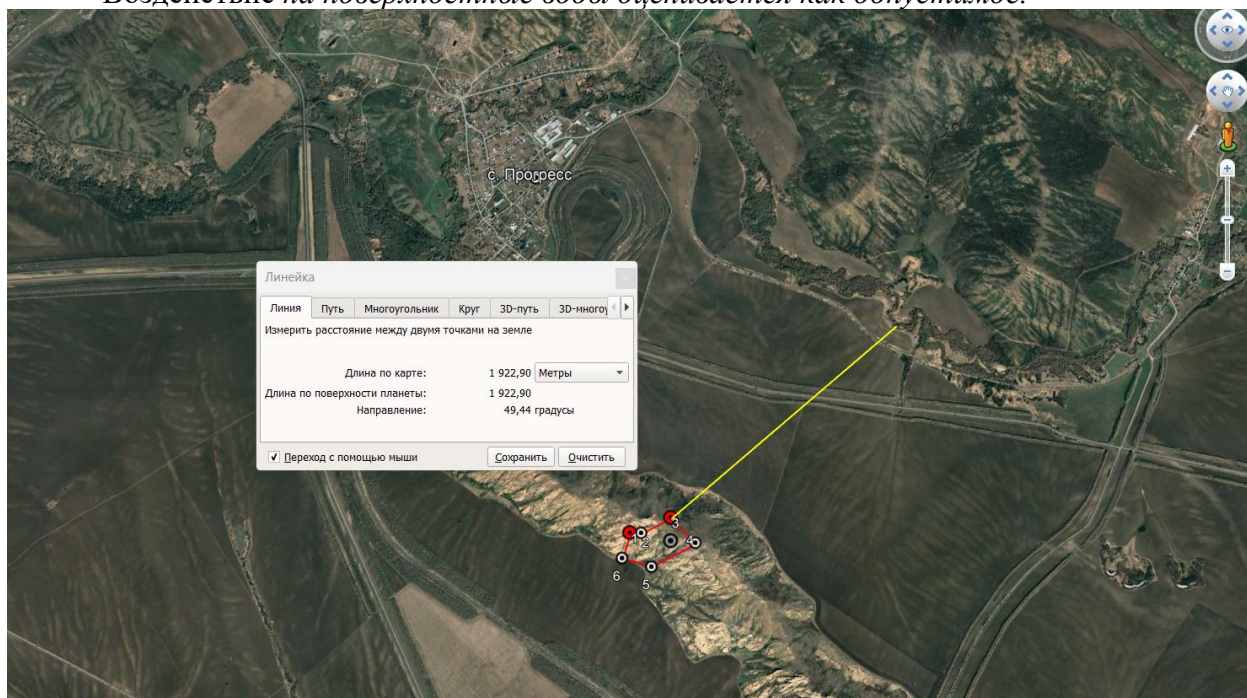 Воздействие на поверхностные воды оценивается как допустимое.
с. Прогресс
Линейка
Линия Путь Многоугольник Круг 3D-путь 3D-многоу
Измерить расстояние между двумя точками на земле
Длина по карте: 1 922,90 Метры
Длина по поверхности планеты: 1 922,90
Направление: 49,44 градусы
Переход с помощью мыши Сохранить Очистить
3
1 2 4
6 5